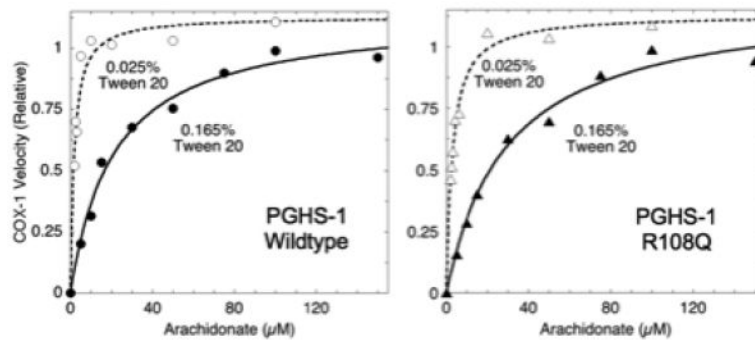 COX-1 Velocity (Relative)
1
0.75
0.5
0.25
0
0.025%
Tween 20
0.165%
Tween 20
PGHS-1
Wildtype
0 40 80 120
Arachidonate (µM)
1
0.75
0.5
0.25
0
0.025%
Tween 20
0.165%
Tween 20
PGHS-1
R108Q
0 40 80 120
Arachidonate (µM)